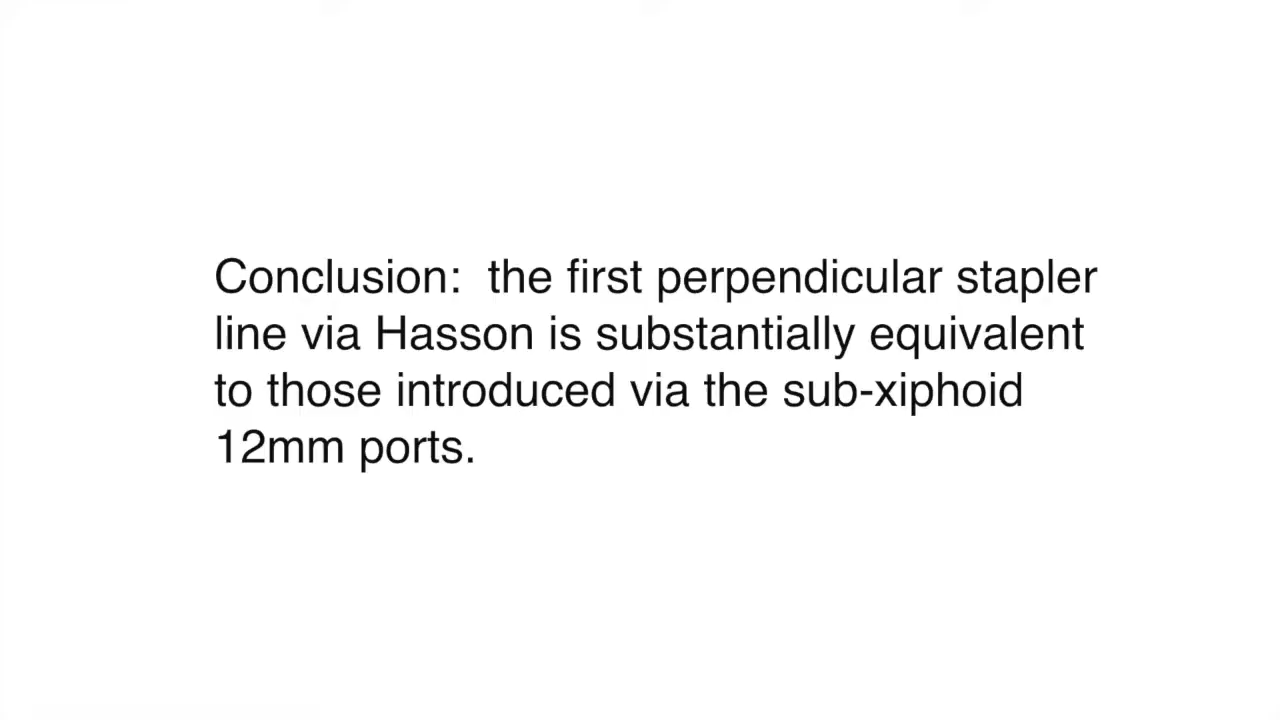 Conclusion:  the first perpendicular stapler
line via Hasson is substantially equivalent
to those introduced via the sub-xiphoid
12mm ports.